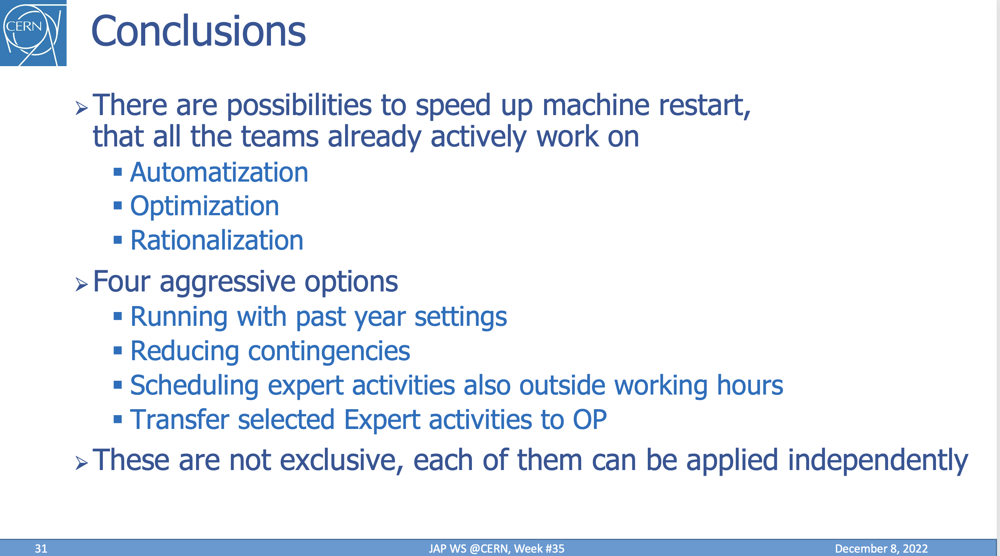 CERN
Conclusions
There are possibilities to speed up machine restart,
that all the teams already actively work on
Automatization
Optimization
Rationalization
Four aggressive options
Running with past year settings
Reducing contingencies
Scheduling expert activities also outside working hours
Transfer selected Expert activities to OP
These are not exclusive, each of them can be applied independently
31
JAP WS @CERN, Week #35
December 8, 2022